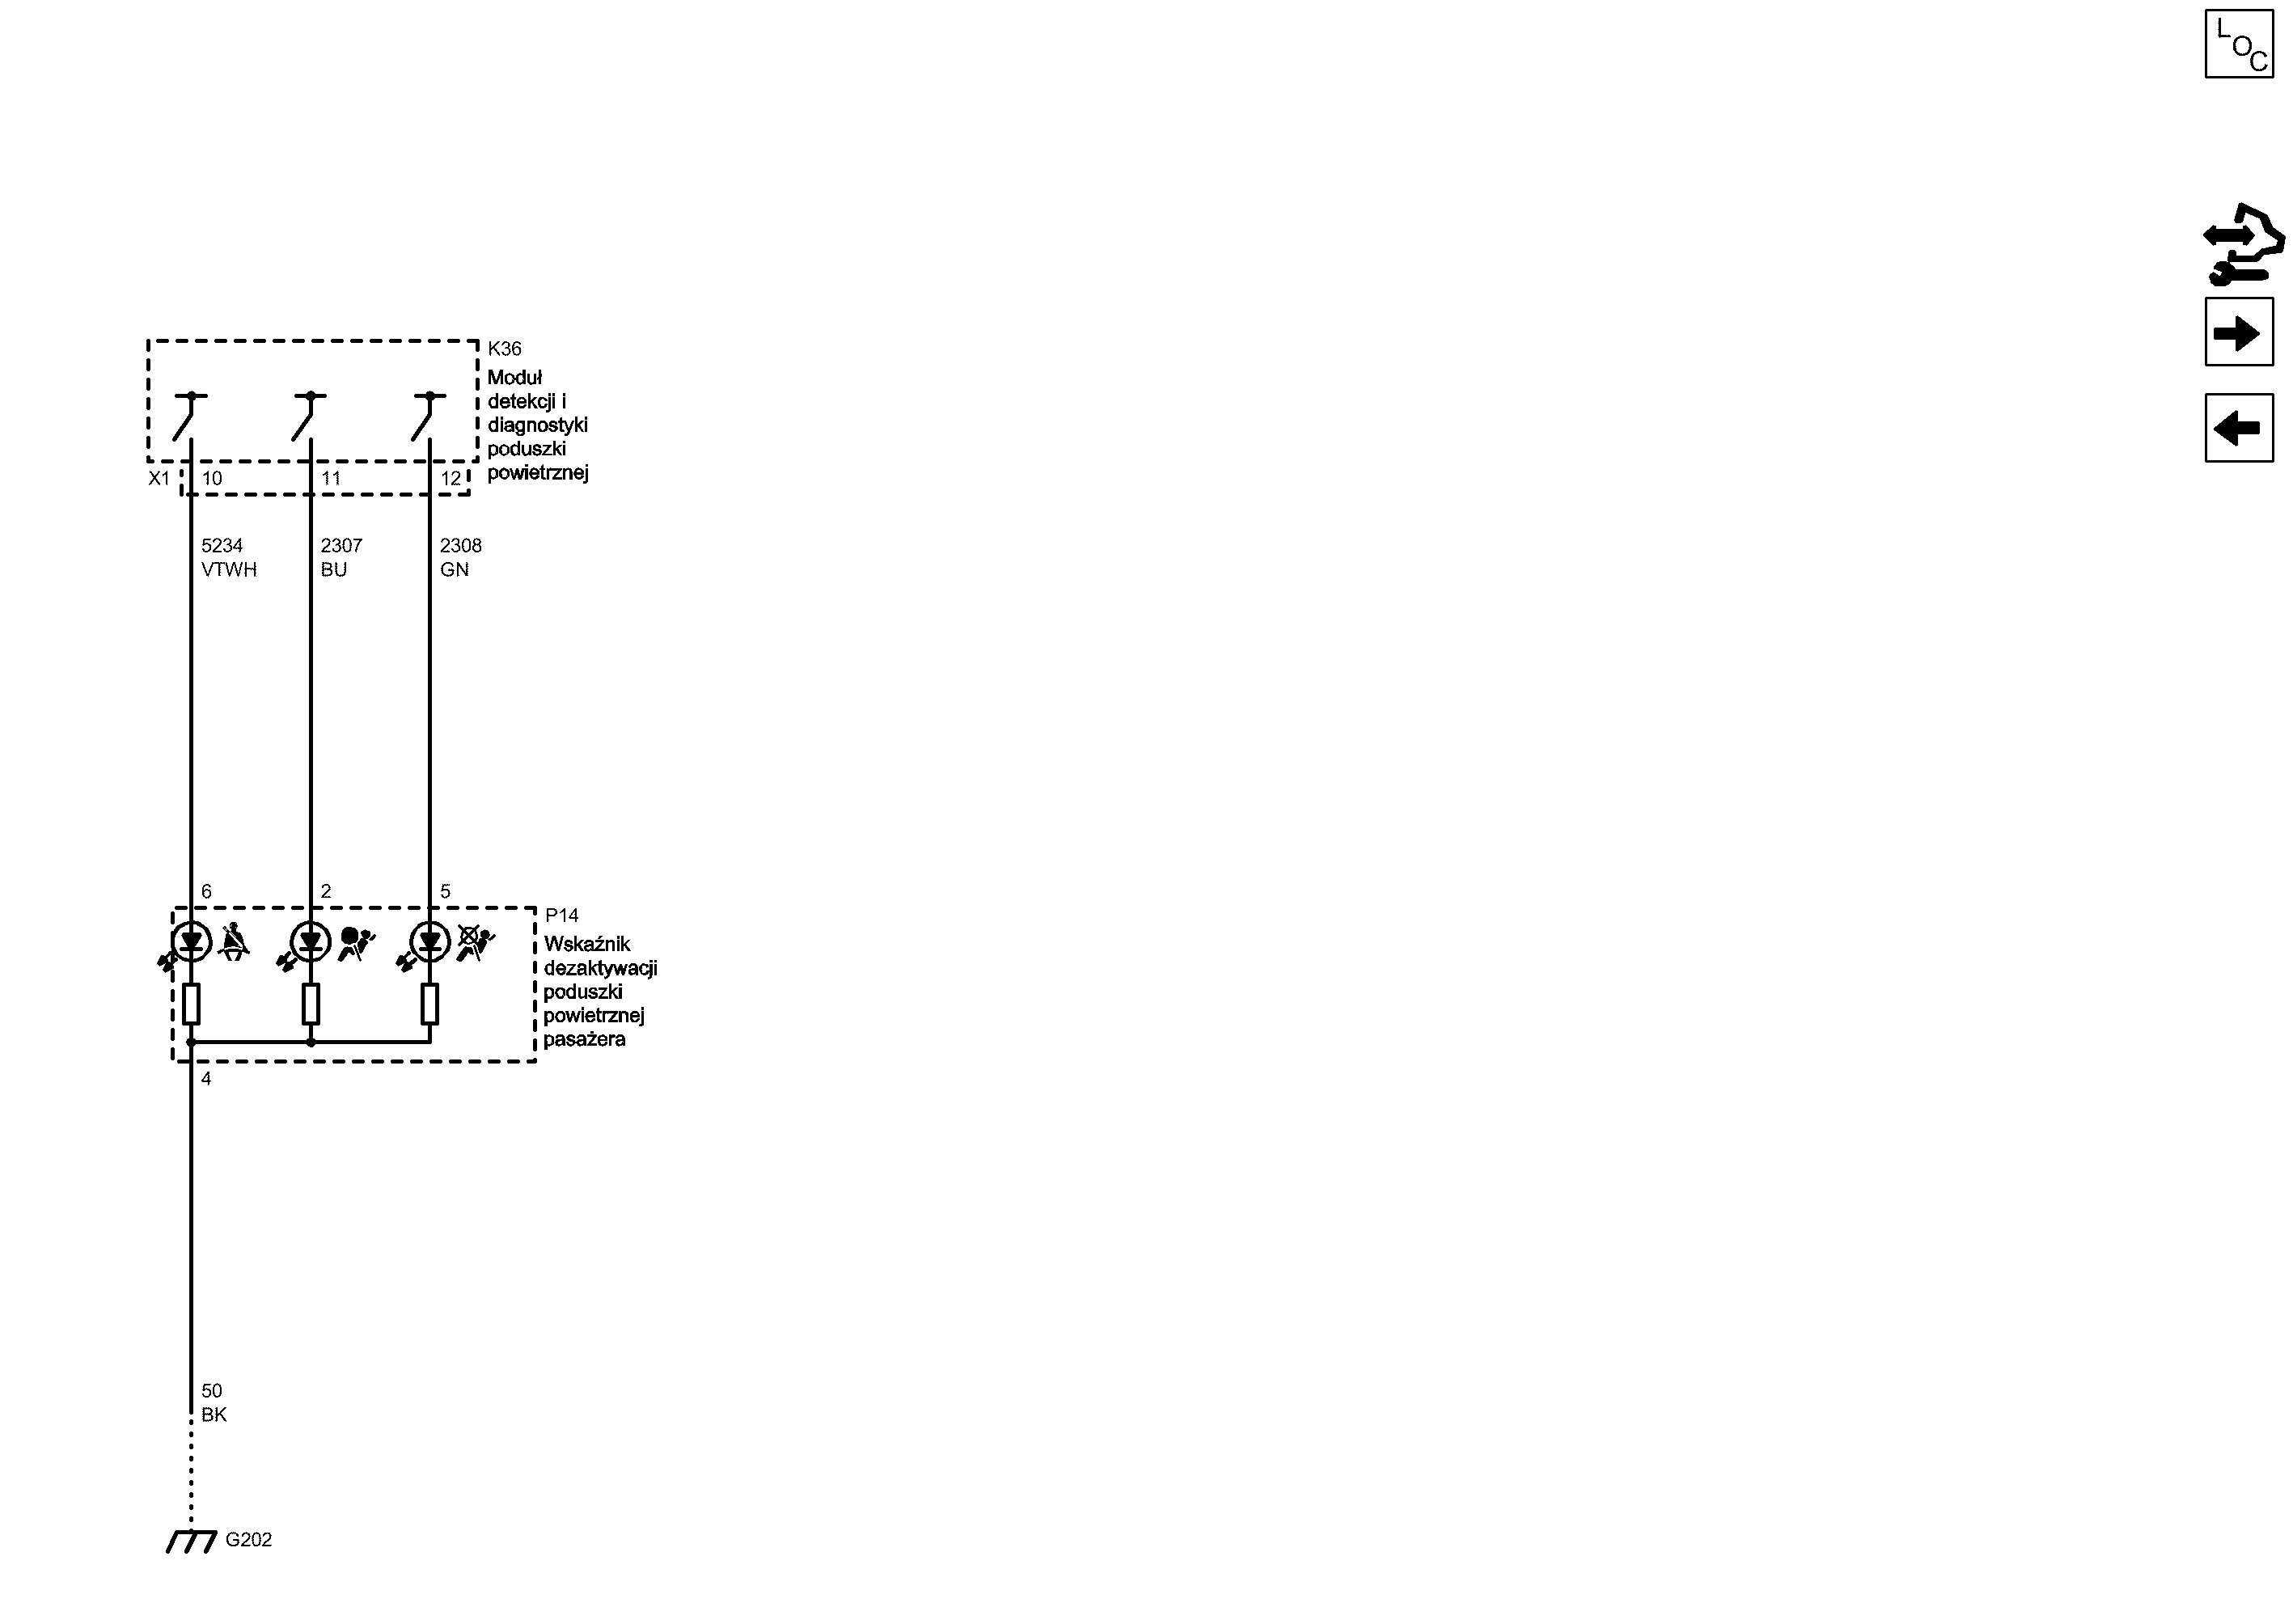 LOC
K36
Moduł
detekcji i
diagnostyki
poduszki
powietrznej
X1 10 11 12
5234 2307 2308
VTWH BU GN
6 2 5
P14
Wskaźnik
dezaktywacji
poduszki
powietrznej
pasażera
4
50
BK
G202